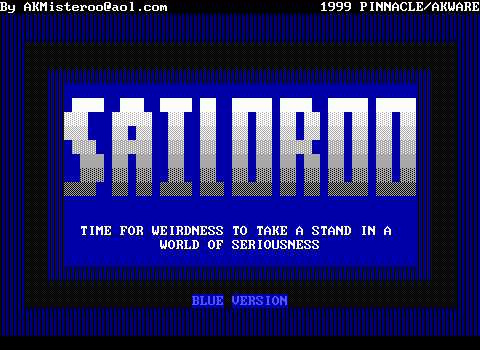 By AKMisteroo@aol.com
1999 PINNACLE/AKWARE
SAILOROO
TIME FOR WEIRDNESS TO TAKE A STAND IN A
WORLD OF SERIOUSNESS
BLUE VERSION